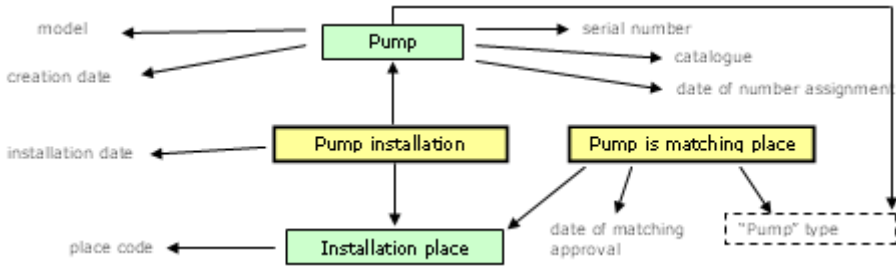 model
serial number
Pump
catalogue
creation date
date of number assignment
Pump installation
Pump is matching place
installation date
date of matching
approval
"Pump" type
place code
Installation place